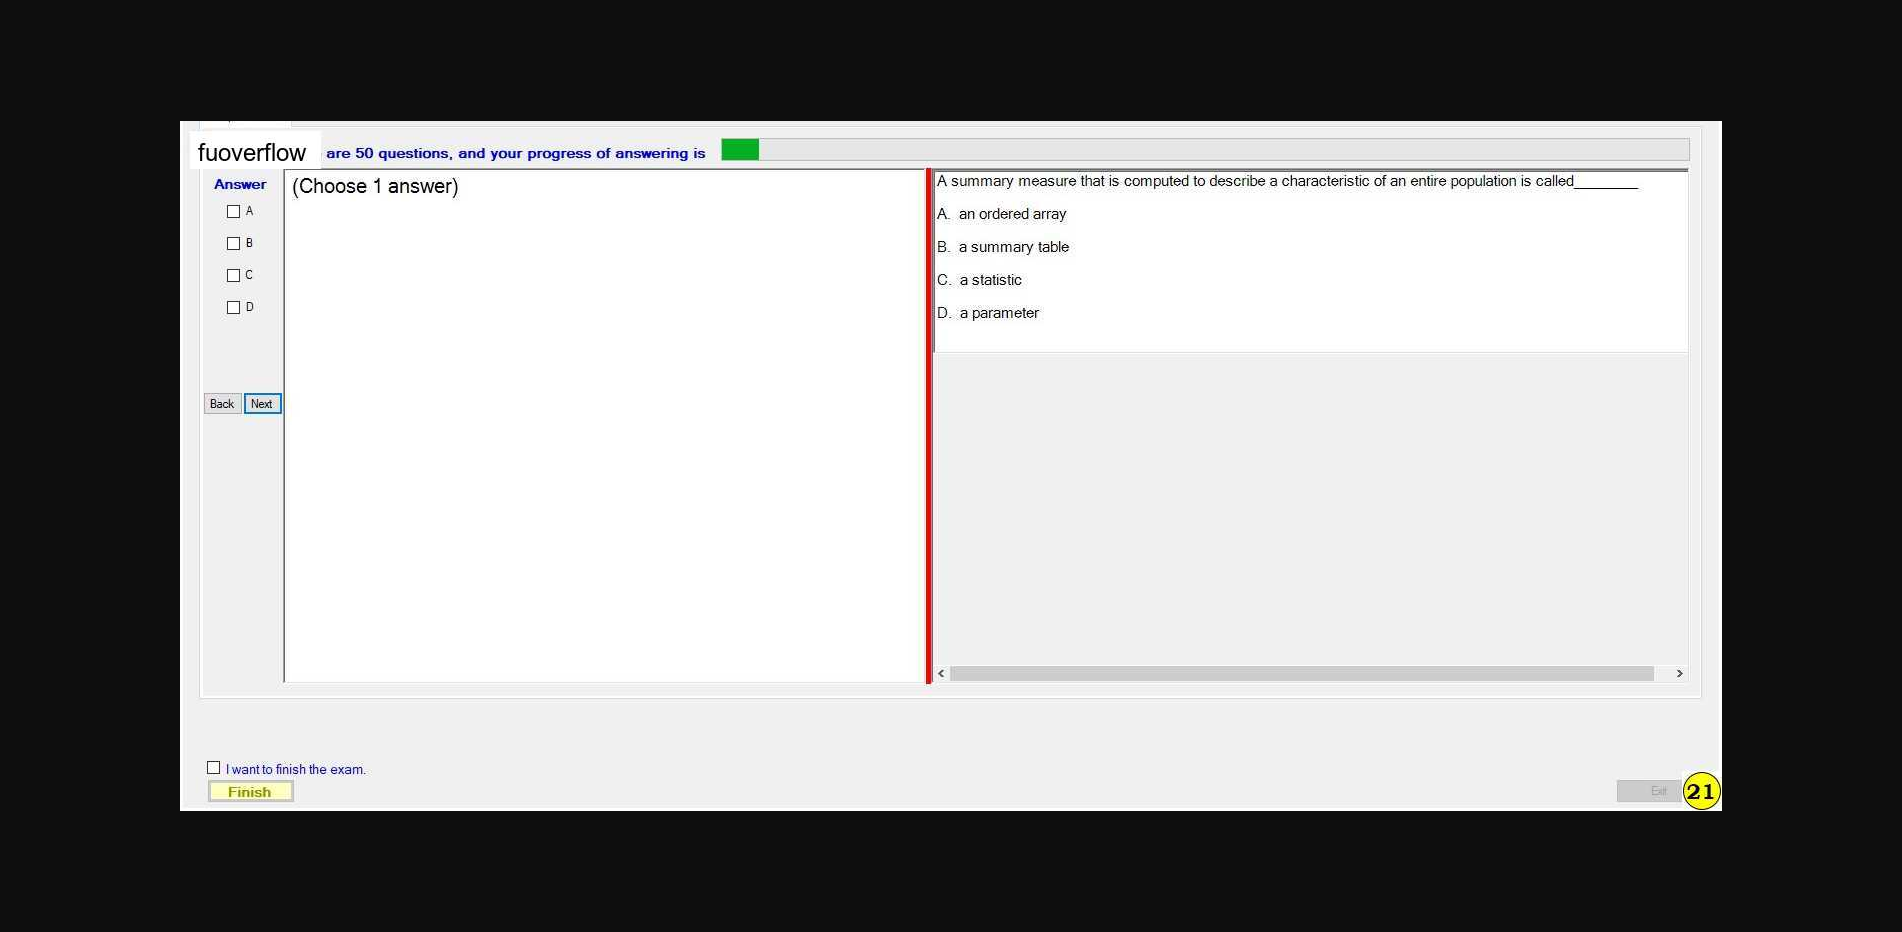 fuoverflow are 50 questions, and your progress of answering is
Answer
A
B
C
D
Back Next
(Choose 1 answer)
A summary measure that is computed to describe a characteristic of an entire population is called________
A. an ordered array
B. a summary table
C. a statistic
D. a parameter
I want to finish the exam.
Finish
Exit
21